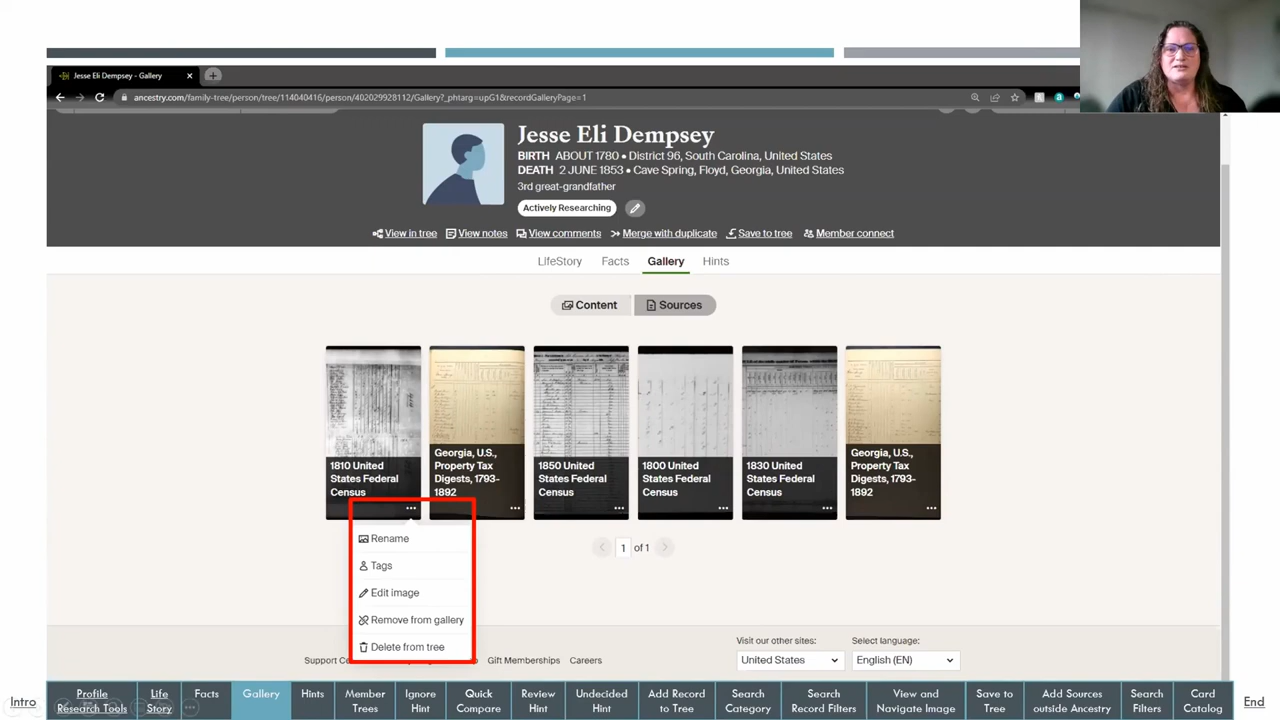 Jesse Eli Dempsey - Gallery
ancestry.com/family-tree/person/tree/114040416/person/402029928112/Gallery?_phtarg=upG1&recordGalleryPage=1
Jesse Eli Dempsey
BIRTH ABOUT 1780 • District 96, South Carolina, United States
DEATH 2 JUNE 1853 • Cave Spring, Floyd, Georgia, United States
3rd great-grandfather
Actively Researching
View in tree View notes View comments Merge with duplicate Save to tree Member connect
LifeStory Facts Gallery Hints
Content Sources
1810 United
States Federal
Census
Georgia, U.S.,
Property Tax
Digests, 1793-
1892
1850 United
States Federal
Census
1800 United
States Federal
Census
1830 United
States Federal
Census
Georgia, U.S.,
Property Tax
Digests, 1793-
1892
Rename
Tags
Edit image
Remove from gallery
Delete from tree
1 of 1
Visit our other sites: Select language:
United States English (EN)
Support Gift Memberships Careers
Intro
Profile
Research Tools
Life
Story
Facts
Gallery
Hints
Member
Trees
Ignore
Hint
Quick
Compare
Review
Hint
Undecided
Hint
Add Record
to Tree
Search
Category
Search
Record Filters
View and
Navigate Image
Save to
Tree
Add Sources
outside Ancestry
Search
Filters
Card
Catalog
End